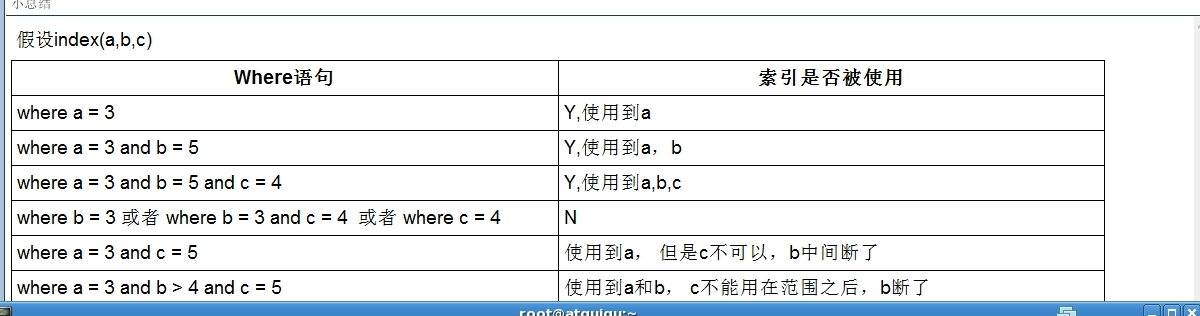 小总结
假设index(a,b,c)
Where语句 索引是否被使用
where a = 3 Y,使用到a
where a = 3 and b = 5 Y,使用到a，b
where a = 3 and b = 5 and c = 4 Y,使用到a,b,c
where b = 3 或者 where b = 3 and c = 4 或者 where c = 4 N
where a = 3 and c = 5 使用到a， 但是c不可以，b中间断了
where a = 3 and b > 4 and c = 5 使用到a和b， c不能用在范围之后，b断了
root@atguigu:~